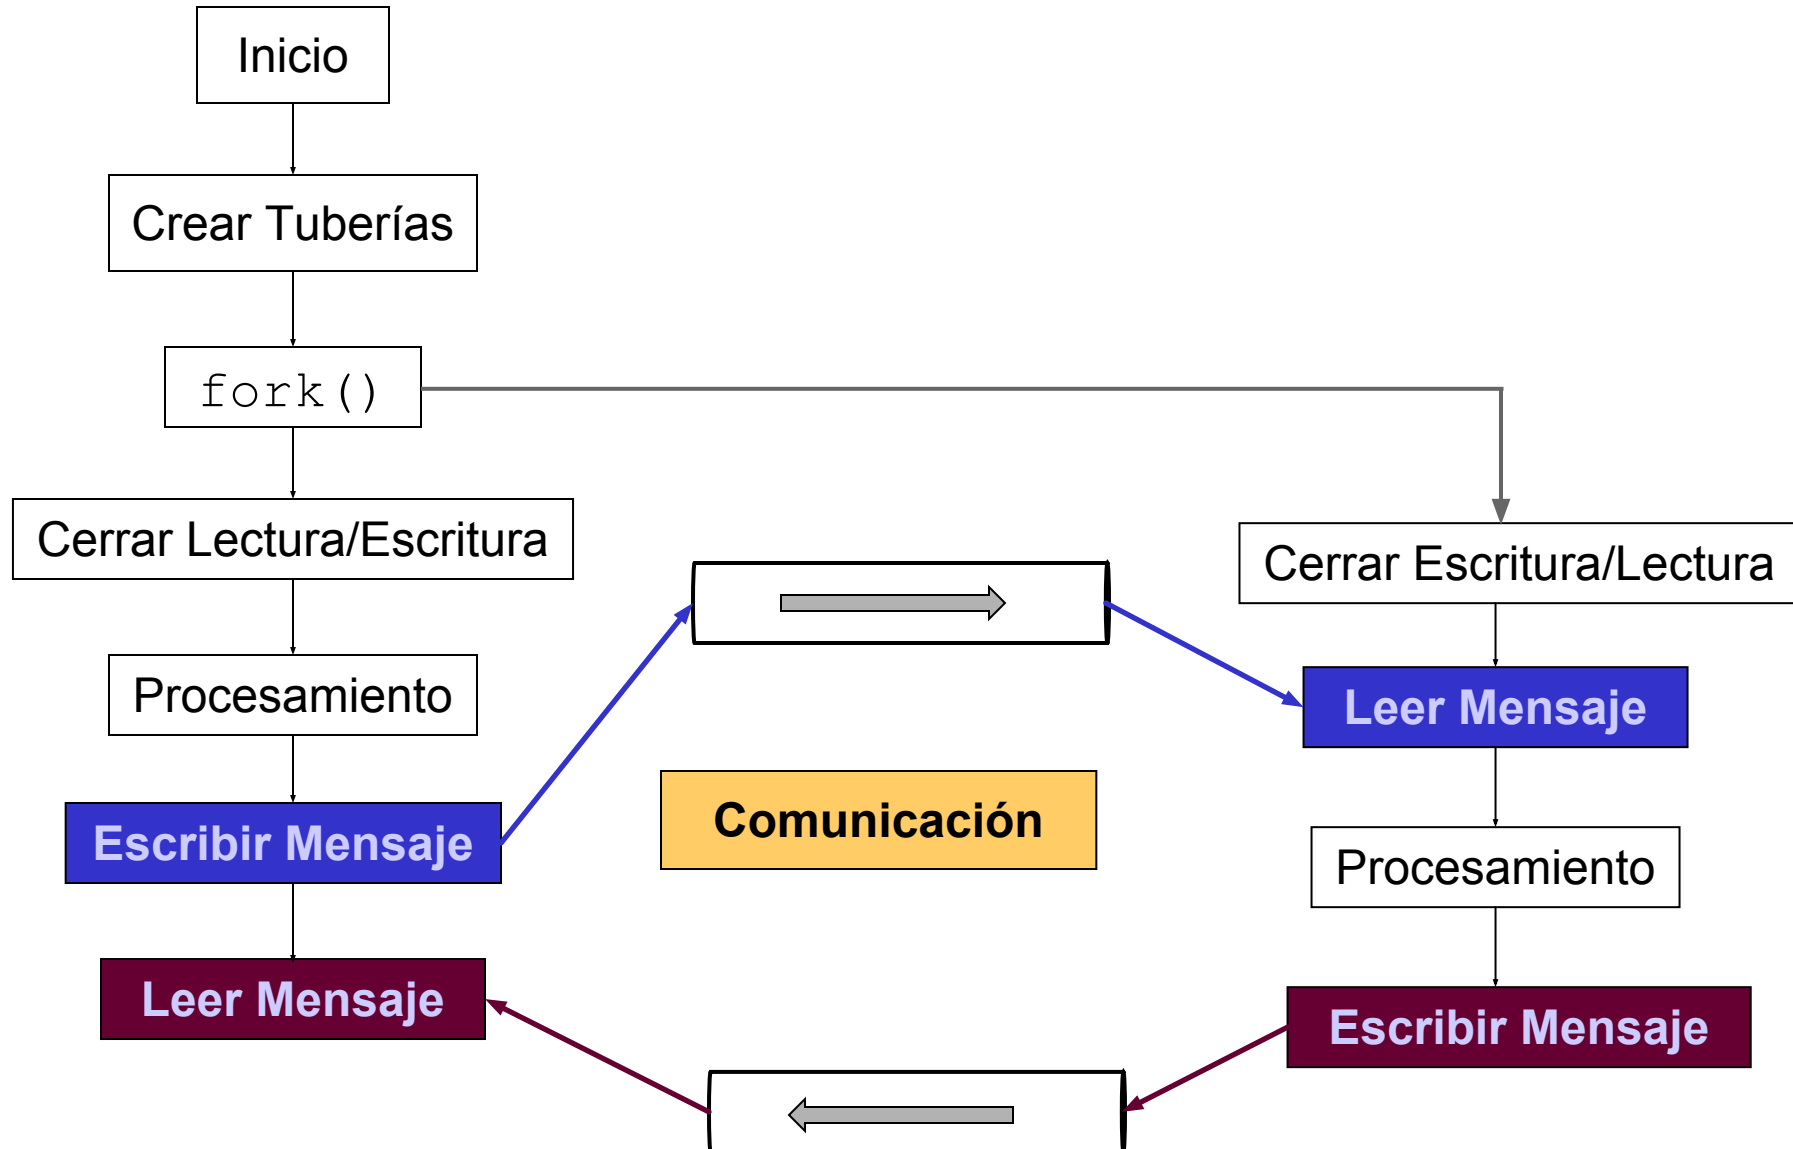 Inicio
Crear Tuberías
fork()
Cerrar Lectura/Escritura
Procesamiento
Escribir Mensaje
Leer Mensaje
Comunicación
Cerrar Escritura/Lectura
Leer Mensaje
Procesamiento
Escribir Mensaje